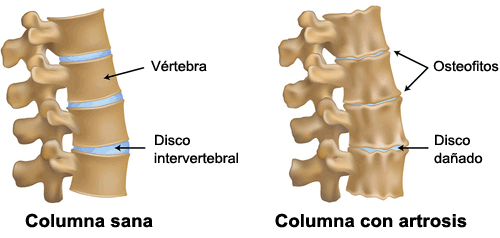 Vértebra
Disco
intervertebral
Columna sana
Osteofitos
Disco
dañado
Columna con artrosis